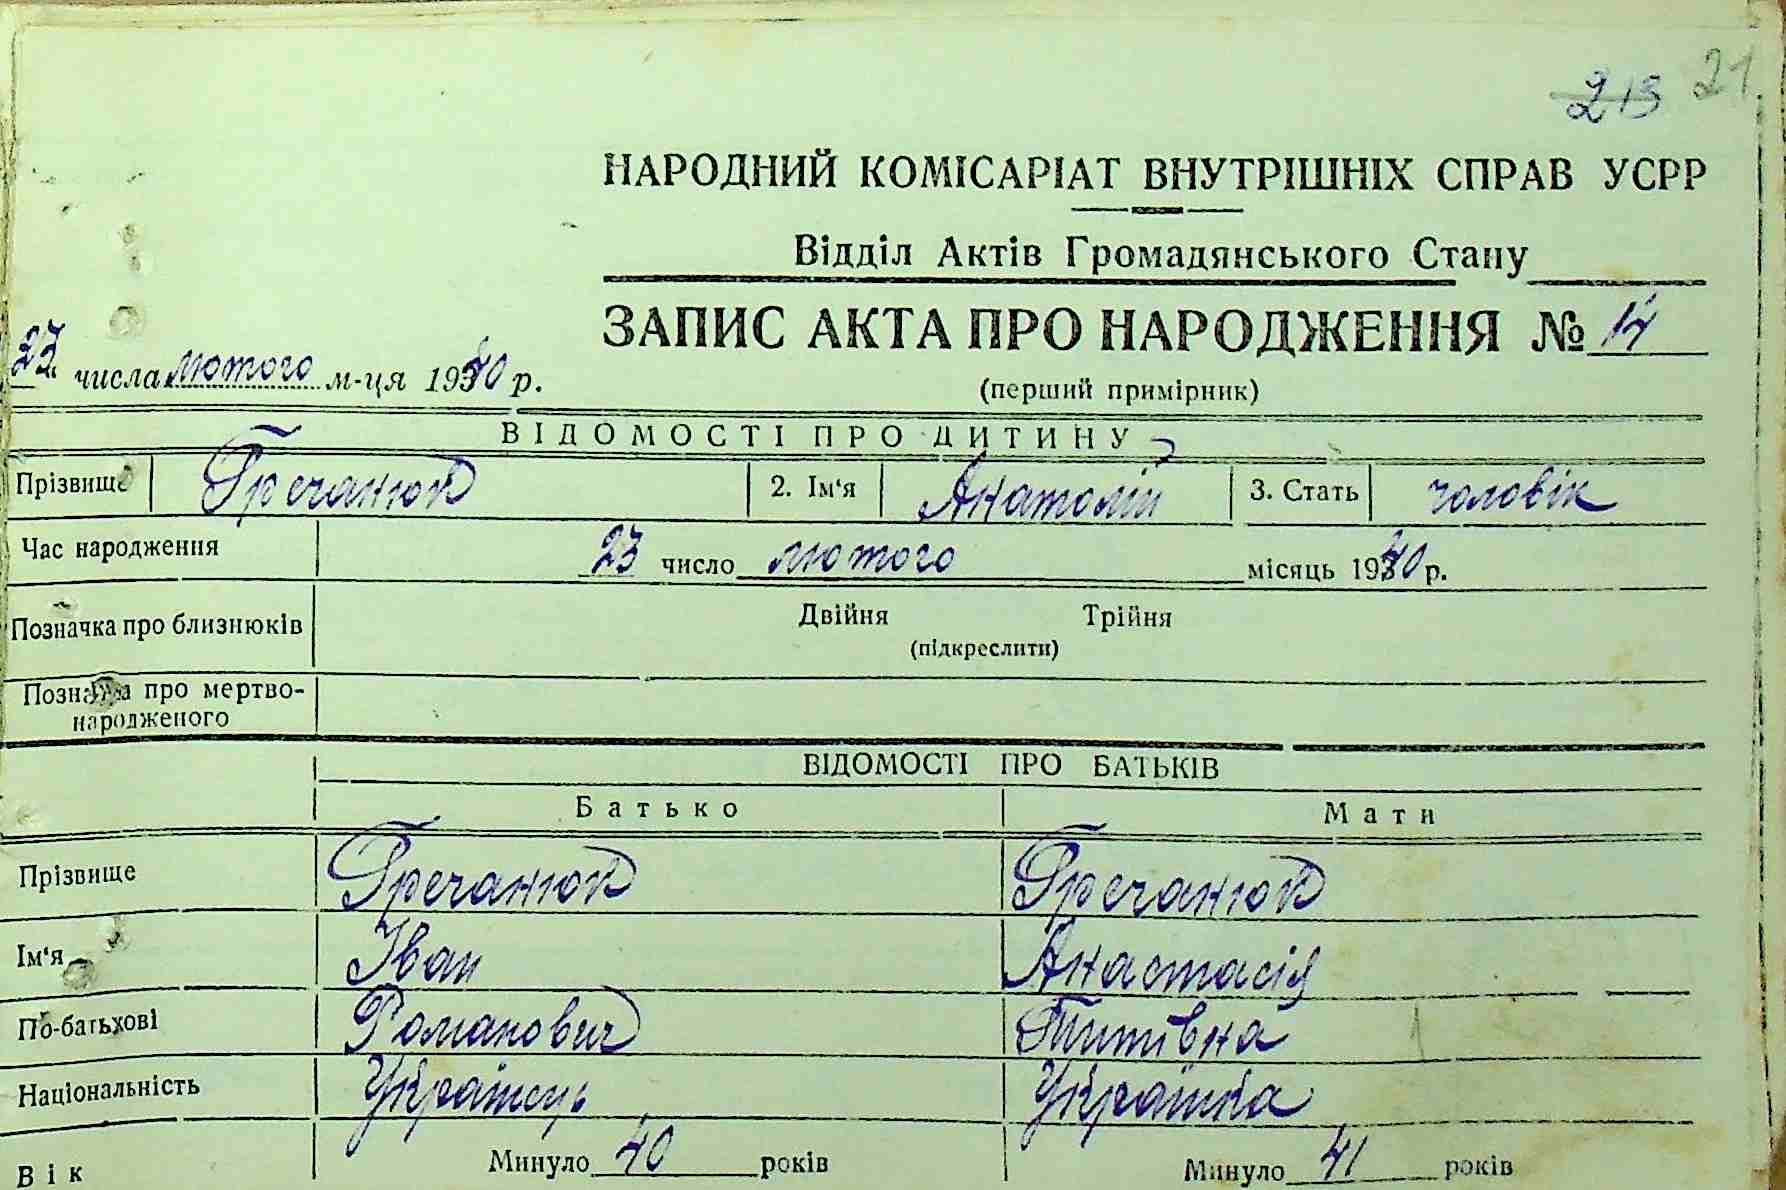 213 21
НАРОДНИЙ КОМІСАРІАТ ВНУТРІШНІХ СПРАВ УСРР
Відділ Актів Громадянського Стану
ЗАПИС АКТА ПРО НАРОДЖЕННЯ №
числа лютого м-ця 1940 р.
(перший примірник)
ВІДОМОСТІ ПРО ДИТИНУ
Прізвище Гречанюк 2. Ім‘я Анатолій 3. Стать чоловік
Час народження 23 число лютого місяць 1940 р.
Позначка про близнюків Двійня Трійня
(підкреслити)
Позначка про мертво-
народженого
ВІДОМОСТІ ПРО БАТЬКІВ
Батько Мати
Прізвище Гречанюк Гречанюк
Ім‘я Іван Анастасія
По-батькові Романович Титівна
Національність Українець Українка
Вік Минуло 40 років Минуло 41 років